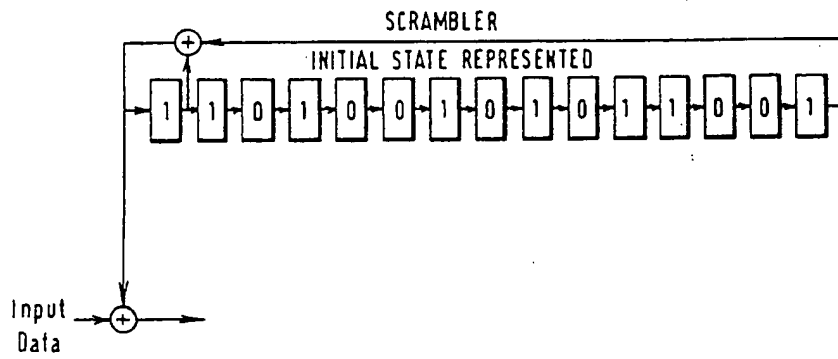 SCRAMBLER
INITIAL STATE REPRESENTED
1 1 0 1 0 0 1 0 1 0 1 1 0 0 1
Input
Data